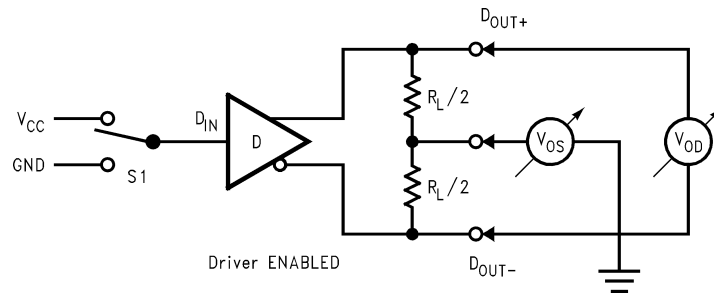 DOUT+
VCC
DIN
D
RL/2
VOS
VOD
GND
S1
RL/2
Driver ENABLED
DOUT-